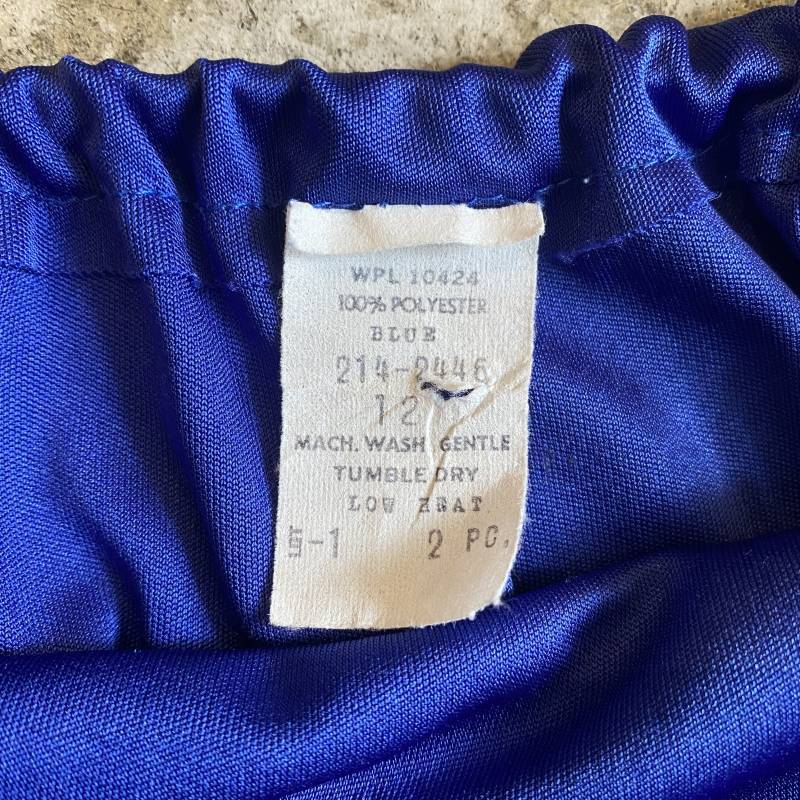 WPL 10424
100% POLYESTER
BLUE
214-2446
12
MACH. WASH GENTLE
TUMBLE DRY
LOW HEAT
-1 2 PC.